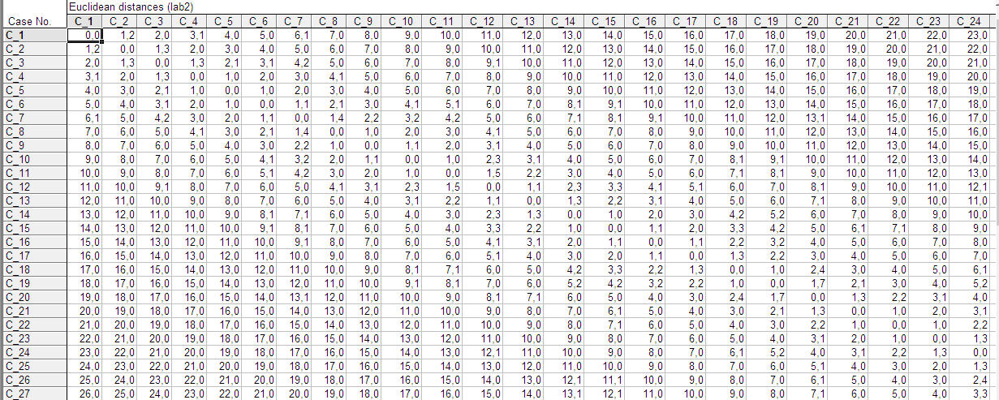 Euclidean distances (lab2)
Case No. C_1 C_2 C_3 C_4 C_5 C_6 C_7 C_8 C_9 C_10 C_11 C_12 C_13 C_14 C_15 C_16 C_17 C_18 C_19 C_20 C_21 C_22 C_23 C_24
C_1 0,0 1,2 2,0 3,1 4,0 5,0 6,1 7,0 8,0 9,0 10,0 11,0 12,0 13,0 14,0 15,0 16,0 17,0 18,0 19,0 20,0 21,0 22,0 23,0
C_2 1,2 0,0 1,3 2,0 3,0 4,0 5,0 6,0 7,0 8,0 9,0 10,0 11,0 12,0 13,0 14,0 15,0 16,0 17,0 18,0 19,0 20,0 21,0 22,0
C_3 2,0 1,3 0,0 1,3 2,1 3,1 4,2 5,0 6,0 7,0 8,0 9,1 10,0 11,0 12,0 13,0 14,0 15,0 16,0 17,0 18,0 19,0 20,0 21,0
C_4 3,1 2,0 1,3 0,0 1,0 2,0 3,0 4,1 5,0 6,0 7,0 8,0 9,0 10,0 11,0 12,0 13,0 14,0 15,0 16,0 17,0 18,0 19,0 20,0
C_5 4,0 3,0 2,1 1,0 0,0 1,0 2,0 3,0 4,0 5,0 6,0 7,0 8,0 9,0 10,0 11,0 12,0 13,0 14,0 15,0 16,0 17,0 18,0 19,0
C_6 5,0 4,0 3,1 2,0 1,0 0,0 1,1 2,1 3,0 4,1 5,1 6,0 7,0 8,1 9,1 10,0 11,0 12,0 13,0 14,0 15,0 16,0 17,0 18,0
C_7 6,1 5,0 4,2 3,0 2,0 1,1 0,0 1,4 2,2 3,2 4,2 5,0 6,0 7,1 8,1 9,1 10,0 11,0 12,0 13,1 14,0 15,0 16,0 17,0
C_8 7,0 6,0 5,0 4,1 3,0 2,1 1,4 0,0 1,0 2,0 3,0 4,1 5,0 6,0 7,0 8,0 9,0 10,0 11,0 12,0 13,0 14,0 15,0 16,0
C_9 8,0 7,0 6,0 5,0 4,0 3,0 2,2 1,0 0,0 1,1 2,0 3,1 4,0 5,0 6,0 7,0 8,0 9,0 10,0 11,0 12,0 13,0 14,0 15,0
C_10 9,0 8,0 7,0 6,0 5,0 4,1 3,2 2,0 1,1 0,0 1,0 2,3 3,1 4,0 5,0 6,0 7,0 8,1 9,1 10,0 11,0 12,0 13,0 14,0
C_11 10,0 9,0 8,0 7,0 6,0 5,1 4,2 3,0 2,0 1,0 0,0 1,5 2,2 3,0 4,0 5,0 6,0 7,1 8,1 9,0 10,0 11,0 12,0 13,0
C_12 11,0 10,0 9,1 8,0 7,0 6,0 5,0 4,1 3,1 2,3 1,5 0,0 1,1 2,3 3,3 4,1 5,1 6,0 7,0 8,1 9,0 10,0 11,0 12,1
C_13 12,0 11,0 10,0 9,0 8,0 7,0 6,0 5,0 4,0 3,1 2,2 1,1 0,0 1,3 2,2 3,1 4,0 5,0 6,0 7,1 8,0 9,0 10,0 11,0
C_14 13,0 12,0 11,0 10,0 9,0 8,1 7,1 6,0 5,0 4,0 3,0 2,3 1,3 0,0 1,0 2,0 3,0 4,2 5,2 6,0 7,0 8,0 9,0 10,0
C_15 14,0 13,0 12,0 11,0 10,0 9,1 8,1 7,0 6,0 5,0 4,0 3,3 2,2 1,0 0,0 1,1 2,0 3,3 4,2 5,0 6,1 7,1 8,0 9,0
C_16 15,0 14,0 13,0 12,0 11,0 10,0 9,1 8,0 7,0 6,0 5,0 4,1 3,1 2,0 1,1 0,0 1,1 2,2 3,2 4,0 5,0 6,0 7,0 8,0
C_17 16,0 15,0 14,0 13,0 12,0 11,0 10,0 9,0 8,0 7,0 6,0 5,1 4,0 3,0 2,0 1,1 0,0 1,3 2,2 3,0 4,0 5,0 6,0 7,0
C_18 17,0 16,0 15,0 14,0 13,0 12,0 11,0 10,0 9,0 8,1 7,1 6,0 5,0 4,2 3,3 2,2 1,3 0,0 1,0 2,4 3,0 4,0 5,0 6,1
C_19 18,0 17,0 16,0 15,0 14,0 13,0 12,0 11,0 10,0 9,1 8,1 7,0 6,0 5,2 4,2 3,2 2,2 1,0 0,0 1,7 2,1 3,0 4,0 5,2
C_20 19,0 18,0 17,0 16,0 15,0 14,0 13,1 12,0 11,0 10,0 9,0 8,1 7,1 6,0 5,0 4,0 3,0 2,4 1,7 0,0 1,3 2,2 3,1 4,0
C_21 20,0 19,0 18,0 17,0 16,0 15,0 14,0 13,0 12,0 11,0 10,0 9,0 8,0 7,0 6,1 5,0 4,0 3,0 2,1 1,3 0,0 1,0 2,0 3,1
C_22 21,0 20,0 19,0 18,0 17,0 16,0 15,0 14,0 13,0 12,0 11,0 10,0 9,0 8,0 7,1 6,0 5,0 4,0 3,0 2,2 1,0 0,0 1,0 2,2
C_23 22,0 21,0 20,0 19,0 18,0 17,0 16,0 15,0 14,0 13,0 12,0 11,0 10,0 9,0 8,0 7,0 6,0 5,0 4,0 3,1 2,0 1,0 0,0 1,3
C_24 23,0 22,0 21,0 20,0 19,0 18,0 17,0 16,0 15,0 14,0 13,0 12,1 11,0 10,0 9,0 8,0 7,0 6,1 5,2 4,0 3,1 2,2 1,3 0,0
C_25 24,0 23,0 22,0 21,0 20,0 19,0 18,0 17,0 16,0 15,0 14,0 13,0 12,0 11,0 10,0 9,0 8,0 7,0 6,0 5,1 4,0 3,0 2,0 1,3
C_26 25,0 24,0 23,0 22,0 21,0 20,0 19,0 18,0 17,0 16,0 15,0 14,0 13,0 12,1 11,1 10,0 9,0 8,0 7,0 6,1 5,0 4,0 3,0 2,4
C_27 26,0 25,0 24,0 23,0 22,0 21,0 20,0 19,0 18,0 17,0 16,0 15,0 14,0 13,1 12,1 11,0 10,0 9,0 8,0 7,1 6,0 5,0 4,0 3,3